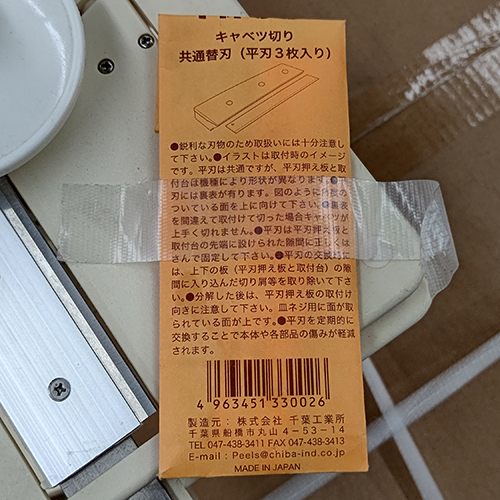 キャベツ切り
共通替刃(平刃3枚入り)
●鋭利な刃物のため取扱いには十分注意し
て下さい。●イラストは取付時のイメージ
です。平刃は共通ですが、平刃押え板と取
付台は機種により形状が異なります。●平
刃には裏表が有ります。図のように角度の
ついている面を上に向けて下さい。●裏表
を間違えて取付けて切った場合キャベツが
上手く切れません。●平刃は平刃押え板と
取付台の先端に設けられた隙間に正しくは
さんで固定して下さい。●平刃の交換時に
は、上下の板(平刃押え板と取付台)の隙
間に入り込んだ切り屑等を取り除いて下さ
い。●分解した後は、平刃押え板の取付け
向きに注意して下さい。皿ネジ用に面が取
られている面が上です。●平刃を定期的に
交換することで本体や各部品の傷みが軽減
されます。
4 963451 330026
製造元:株式会社 千葉工業所
千葉県船橋市丸山4-53-14
TEL 047-438-3411 FAX 047-438-3413
E-mail:Peels@chiba-ind.co.jp
MADE IN JAPAN